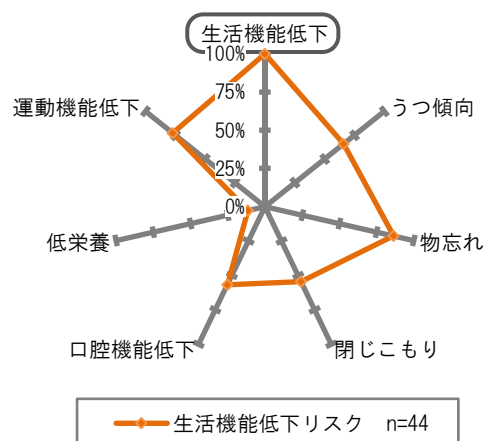 生活機能低下
100%
運動機能低下
75%
うつ傾向
50%
25%
0%
低栄養
物忘れ
口腔機能低下
閉じこもり
生活機能低下リスク n=44